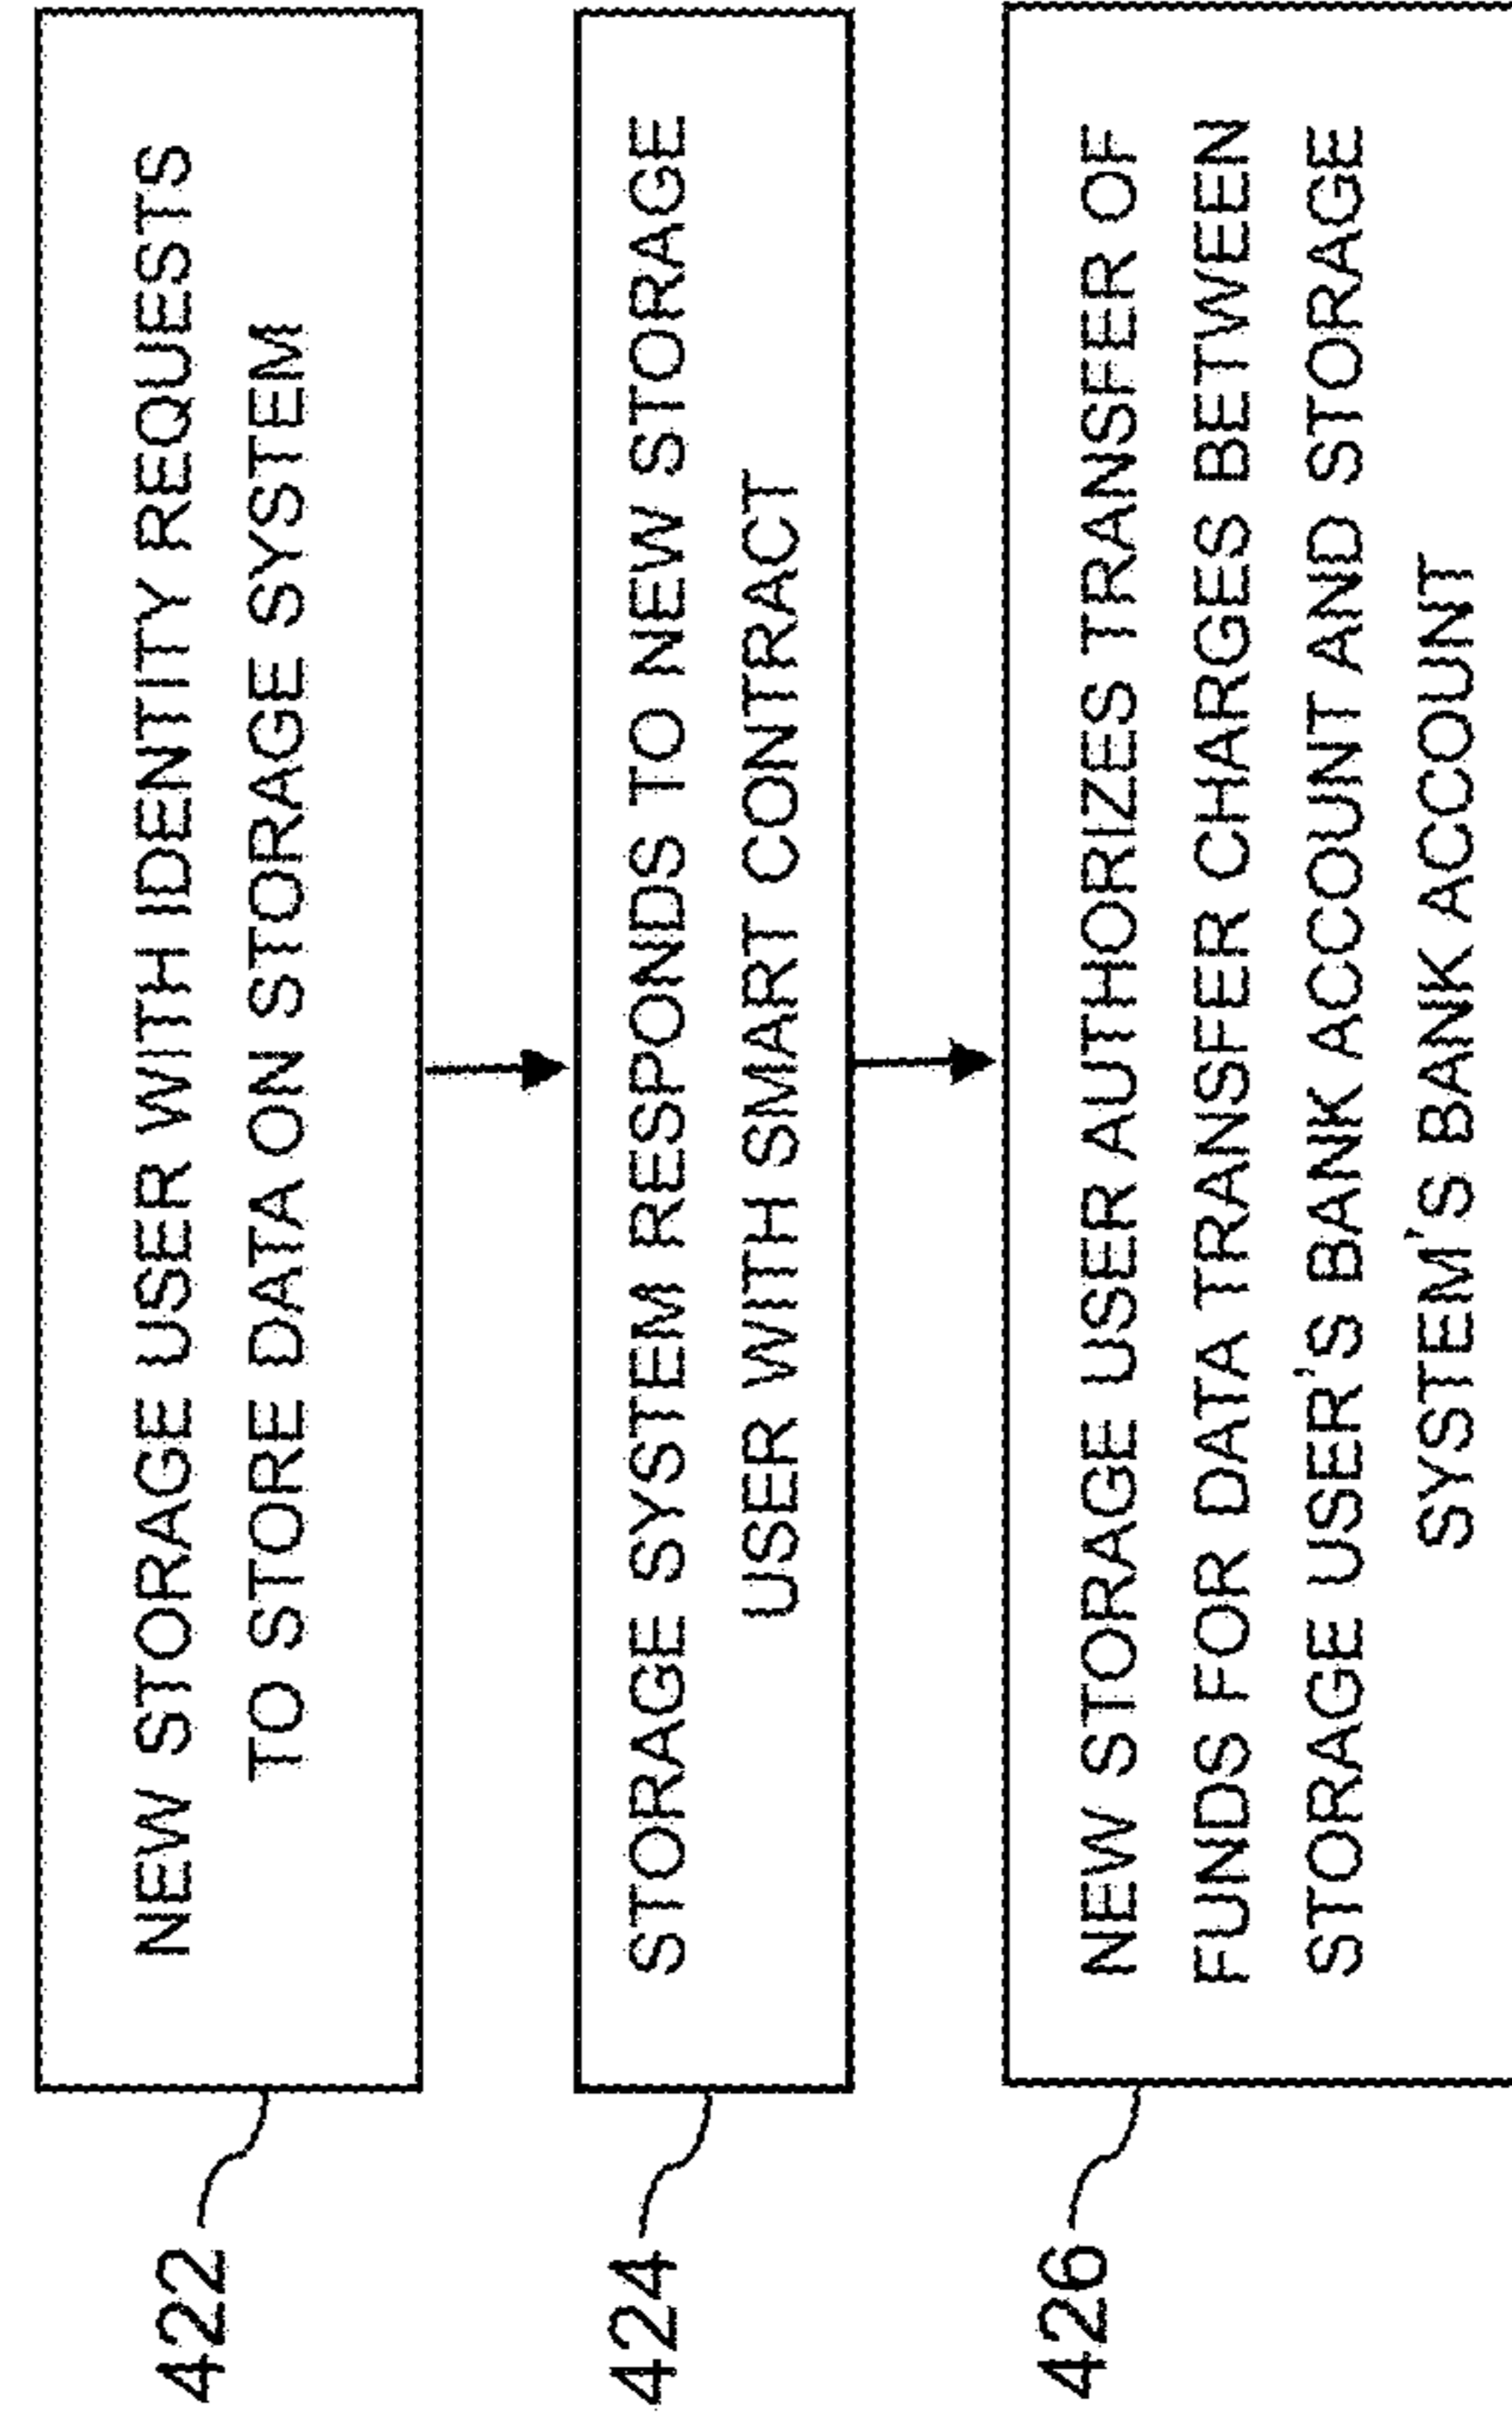 422
NEW STORAGE USER WITH IDENTITY REQUESTS
TO STORE DATA ON STORAGE SYSTEM
424
STORAGE SYSTEM RESPONDS TO NEW STORAGE
USER WITH SMART CONTRACT
426
NEW STORAGE USER AUTHORIZES TRANSFER OF
FUNDS FOR DATA TRANSFER CHARGES BETWEEN
STORAGE USER'S BANK ACCOUNT AND STORAGE
SYSTEM'S BANK ACCOUNT